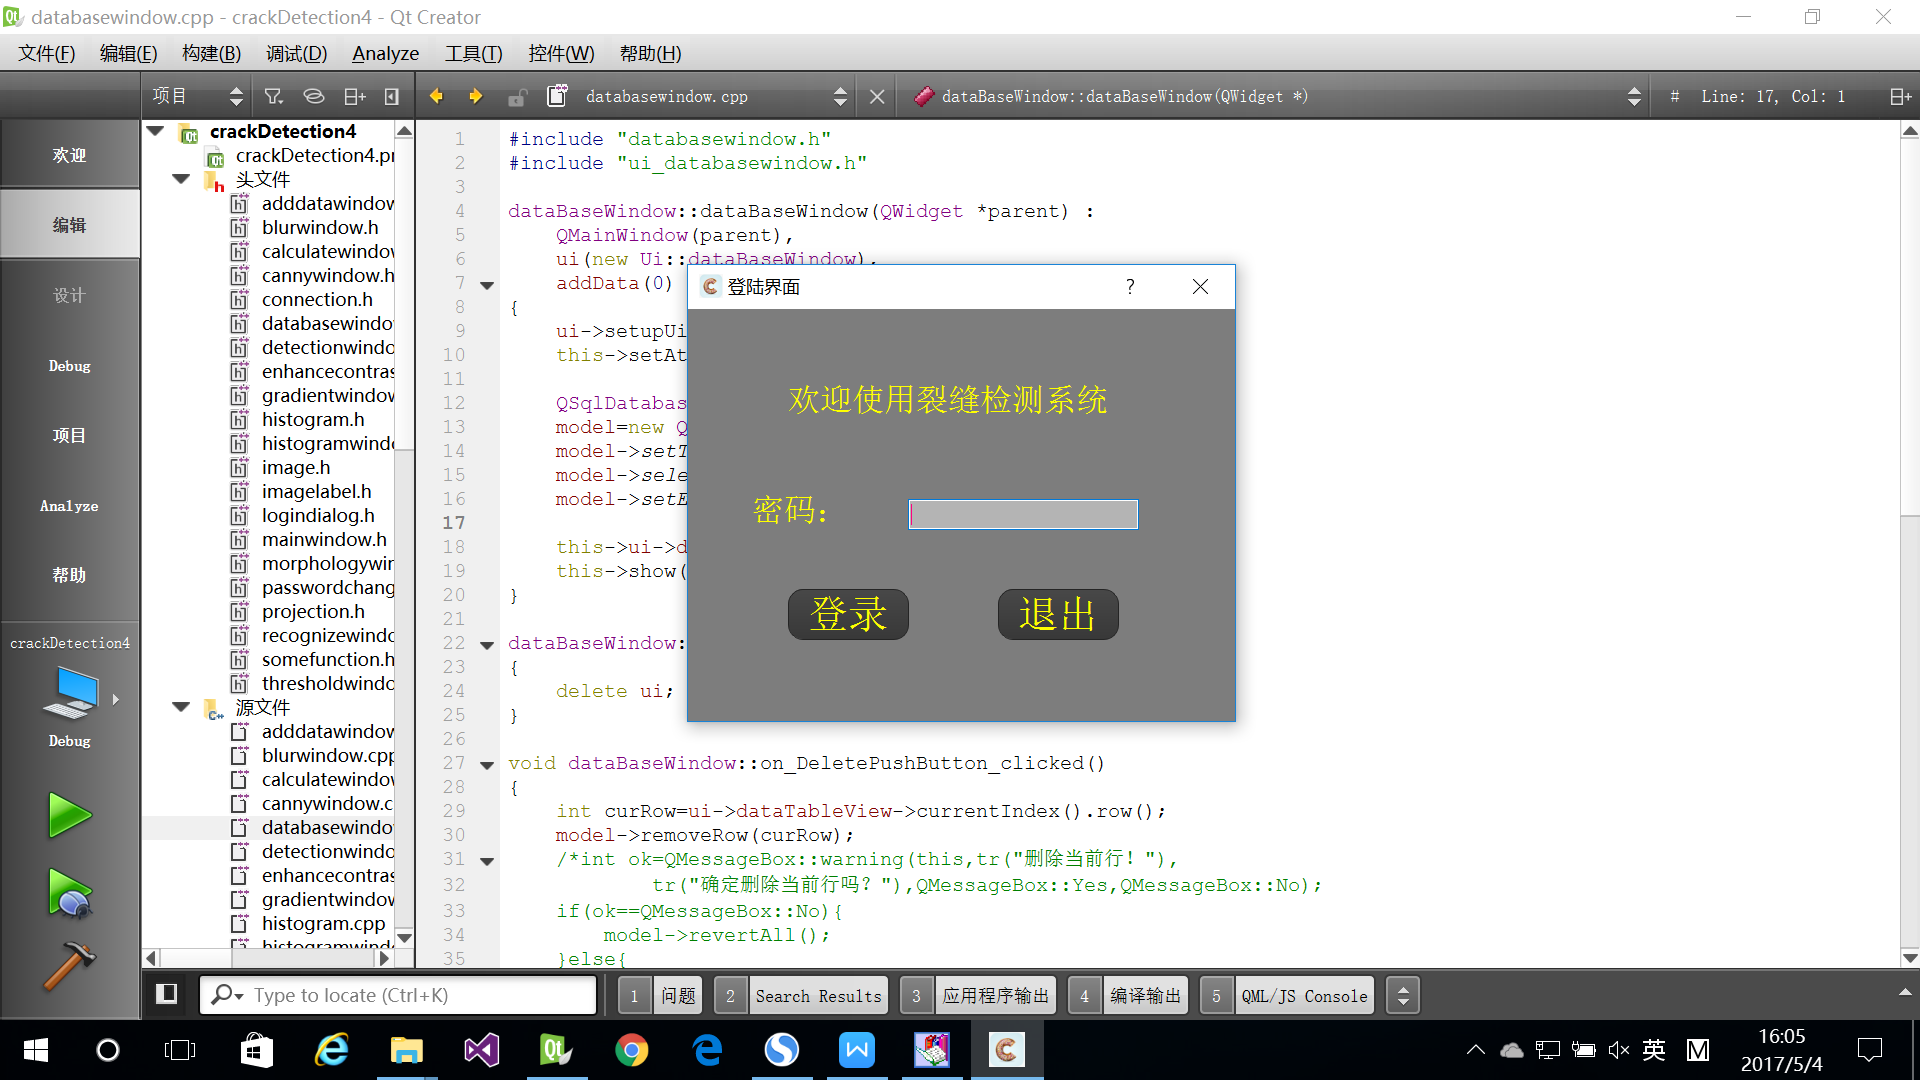 databasewindow.cpp - crackDetection4 - Qt Creator
文件(F) 编辑(E) 构建(B) 调试(D) Analyze 工具(T) 控件(W) 帮助(H)
项目 databasewindow.cpp dataBaseWindow::dataBaseWindow(QWidget *) # Line: 17, Col: 1
欢迎
编辑
设计
Debug
项目
Analyze
帮助
crackDetection4
Debug
crackDetection4
crackDetection4.pr
头文件
adddatawindow
blurwindow.h
calculatewindow
cannywindow.h
connection.h
databasewindo
detectionwindo
enhancecontras
gradientwindow
histogram.h
histogramwind
image.h
imagelabel.h
logindialog.h
mainwindow.h
morphologywin
passwordchang
projection.h
recognizewindo
somefunction.h
thresholdwindo
源文件
adddatawindow
blurwindow.cpp
calculatewindow
cannywindow.c
databasewindo
detectionwindo
enhancecontras
gradientwindow
histogram.cpp
histogramwind
1 #include "databasewindow.h"
2 #include "ui_databasewindow.h"
3
4 dataBaseWindow::dataBaseWindow(QWidget *parent) :
5 QMainWindow(parent),
6 ui(new Ui::dataBaseWindow),
7 addData(0)
8 {
9 ui->setupUi
10 this->setAt
11
12 QSqlDatabas
13 model=new Q
14 model->setT
15 model->sele
16 model->setE
17
18 this->ui->d
19 this->show(
20 }
21
22 dataBaseWindow:
23 {
24 delete ui;
25 }
26
27 void dataBaseWindow::on_DeletePushButton_clicked()
28 {
29 int curRow=ui->dataTableView->currentIndex().row();
30 model->removeRow(curRow);
31 /*int ok=QMessageBox::warning(this,tr("删除当前行！"),
32 tr("确定删除当前行吗？"),QMessageBox::Yes,QMessageBox::No);
33 if(ok==QMessageBox::No){
34 model->revertAll();
35 }else{
登陆界面 ?
欢迎使用裂缝检测系统
密码：
登录 退出
Type to locate (Ctrl+K) 1 问题 2 Search Results 3 应用程序输出 4 编译输出 5 QML/JS Console
英 M 16:05
2017/5/4